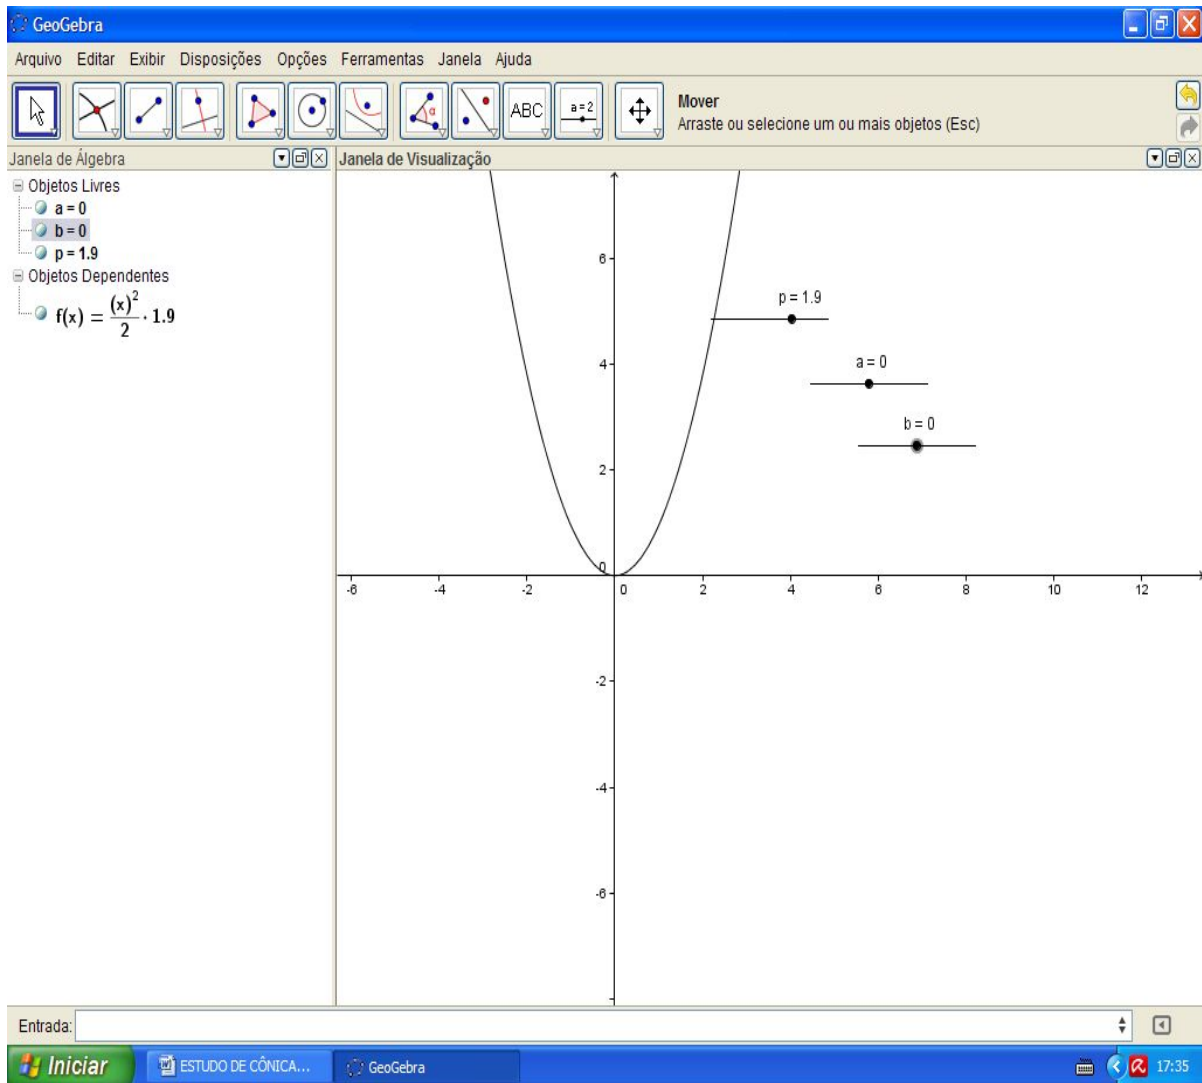 GeoGebra
Arquivo Editar Exibir Disposições Opções Ferramentas Janela Ajuda
ABC
a = 2
α
Mover
Arraste ou selecione um ou mais objetos (Esc)
Janela de Álgebra
Janela de Visualização
Objetos Livres
a = 0
b = 0
p = 1.9
Objetos Dependentes
f(x) = (x)²/2 · 1.9
6
4
2
0
-2
-4
-6
-6 -4 -2 0 2 4 6 8 10 12
p = 1.9
a = 0
b = 0
Entrada:
Iniciar
ESTUDO DE CÔNICA...
GeoGebra
17:35